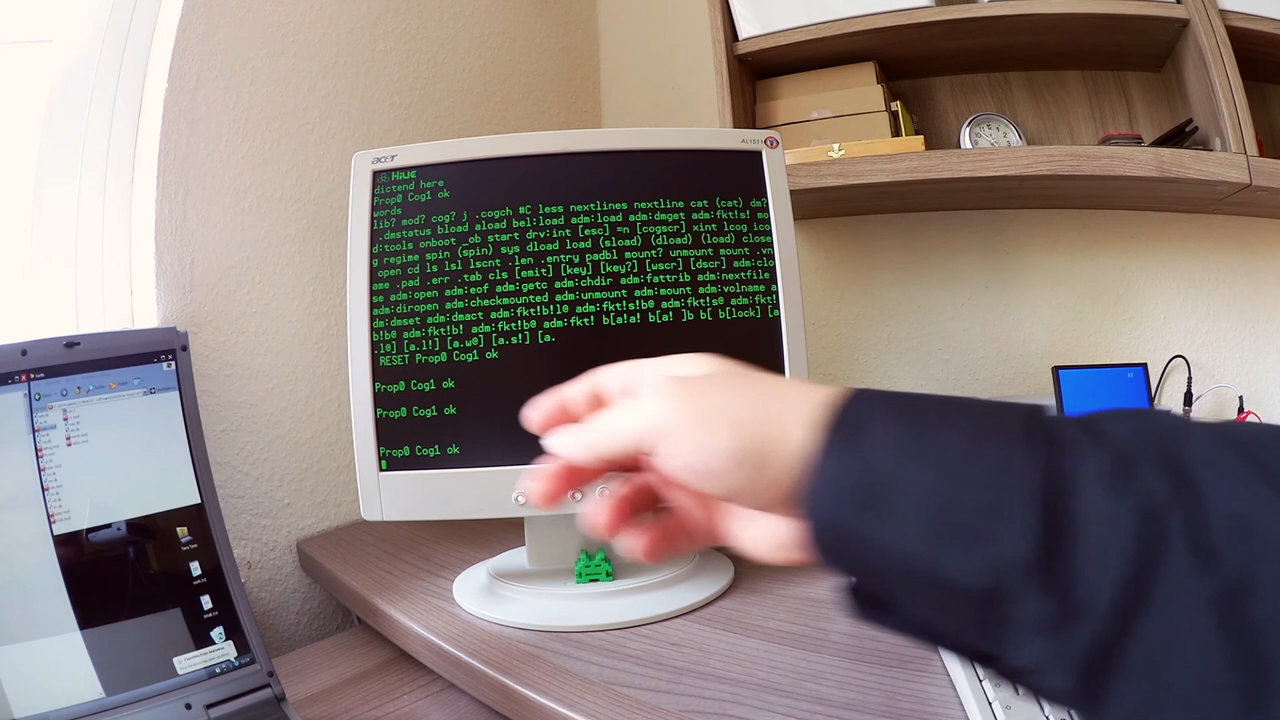 acer
AL1511
Hive
dictend here
Prop0 Cog1 ok
words
lib? mod? cog? j .cogch #C less nextlines nextline cat (cat) dm?
.dmstatus bload aload bel:load adm:load adm:dmget adm:fkt!s! mo
d:tools onboot _ob start drv:int [esc] =n [cogscr] xint lcog ico
g regime spin (spin) sys dload load (sload) (dload) (load) close
open cd ls lsl lscnt .len .entry padbl mount? unmount mount .vn
ame .pad .err .tab cls [emit] [key] [key?] [wscr] [dscr] adm:clo
se adm:open adm:eof adm:getc adm:chdir adm:fattrib adm:nextfile
adm:diropen adm:checkmounted adm:unmount adm:mount adm:volname a
dm:dmset adm:dmact adm:fkt!b!l@ adm:fkt!s!b@ adm:fkt!s@ adm:fkt!
b!b@ adm:fkt!b! adm:fkt!b@ adm:fkt! b[a!a! b[a! ]b b[ b[lock] [a
.l@] [a.l!] [a.w@] [a.s!] [a.
RESET Prop0 Cog1 ok
Prop0 Cog1 ok
Prop0 Cog1 ok
Prop0 Cog1 ok